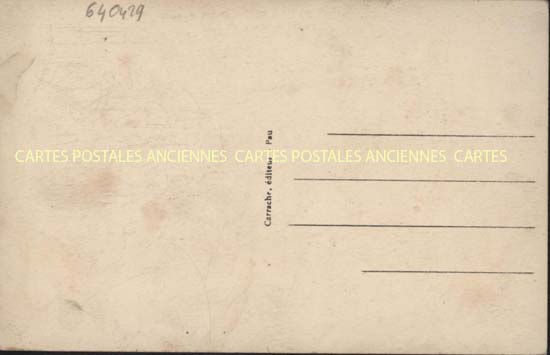 640429
CARTES POSTALES ANCIENNES CARTES POSTALES ANCIENNES CARTES
Carrache, éditeur, Pau